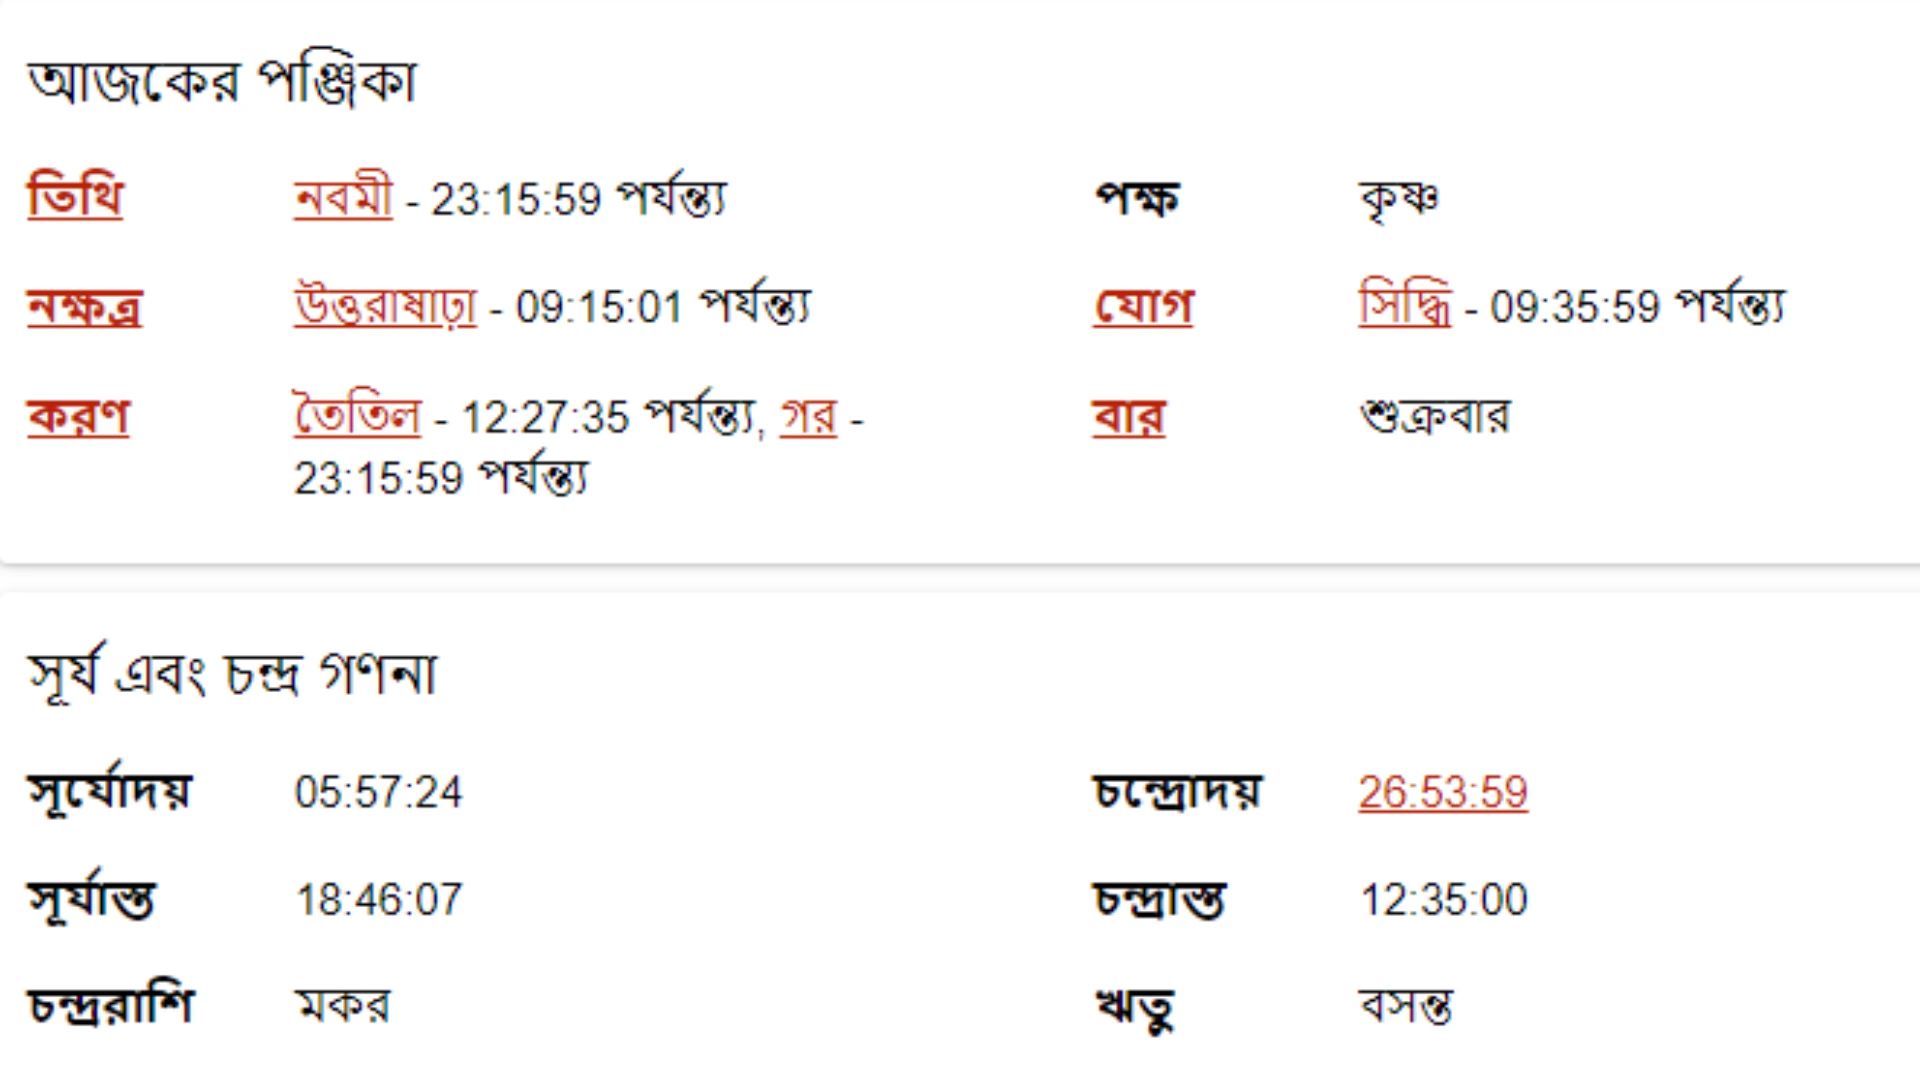 আজকের পঞ্জিকা
তিথি নবমী - 23:15:59 পর্যন্ত্য পক্ষ কৃষ্ণ
নক্ষত্র উত্তরাষাঢ়া - 09:15:01 পর্যন্ত্য যোগ সিদ্ধি - 09:35:59 পর্যন্ত্য
করণ তৈতিল - 12:27:35 পর্যন্ত্য, গর - বার শুক্রবার
23:15:59 পর্যন্ত্য
সূর্য এবং চন্দ্র গণনা
সূর্যোদয় 05:57:24 চন্দ্রোদয় 26:53:59
সূর্যাস্ত 18:46:07 চন্দ্রাস্ত 12:35:00
চন্দ্ররাশি মকর ঋতু বসন্ত